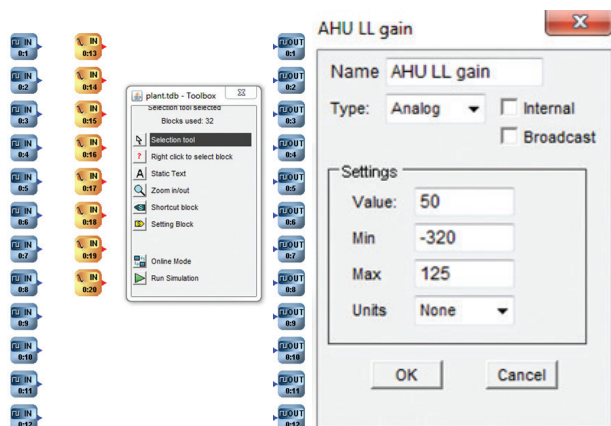 IN
0:1
IN
0:2
IN
0:3
IN
0:4
IN
0:5
IN
0:6
IN
0:7
IN
0:8
IN
0:9
IN
0:10
IN
0:11
IN
0:12
IN
0:13
IN
0:14
IN
0:15
IN
0:16
IN
0:17
IN
0:18
IN
0:19
IN
0:20
plant.tdb - Toolbox
Selection tool selected
Blocks used: 32
Selection tool
? Right click to select block
A Static Text
Zoom in/out
Shortcut block
Setting Block
Online Mode
Run Simulation
OUT
0:1
OUT
0:2
OUT
0:3
OUT
0:4
OUT
0:5
OUT
0:6
OUT
0:7
OUT
0:8
OUT
0:9
OUT
0:10
OUT
0:11
OUT
0:12
AHU LL gain
Name AHU LL gain
Type: Analog Internal
Broadcast
Settings
Value: 50
Min -320
Max 125
Units None
OK Cancel